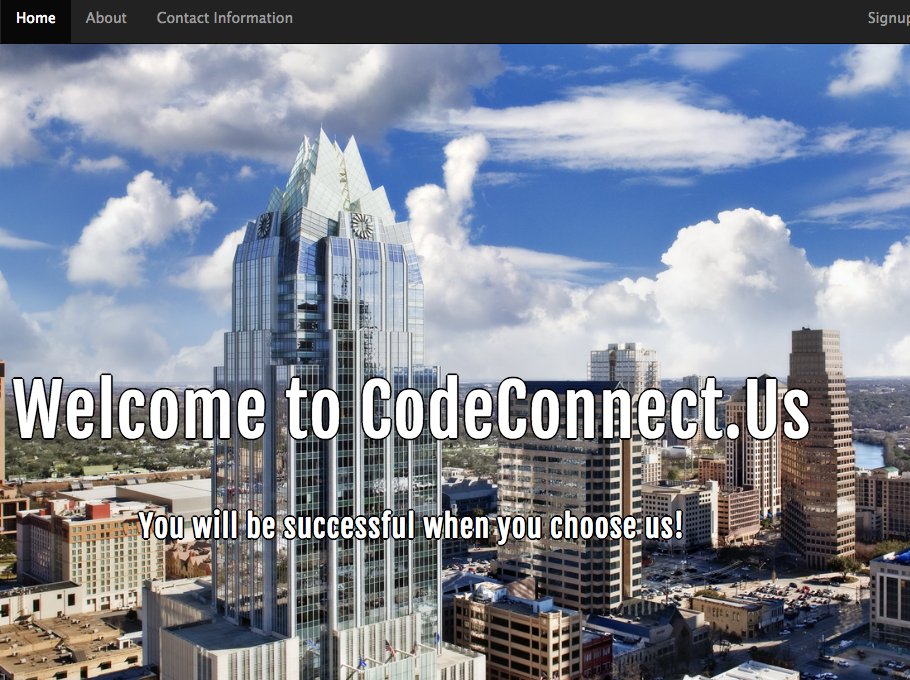 Home About Contact Information Signup
Welcome to CodeConnect.Us
You will be successful when you choose us!